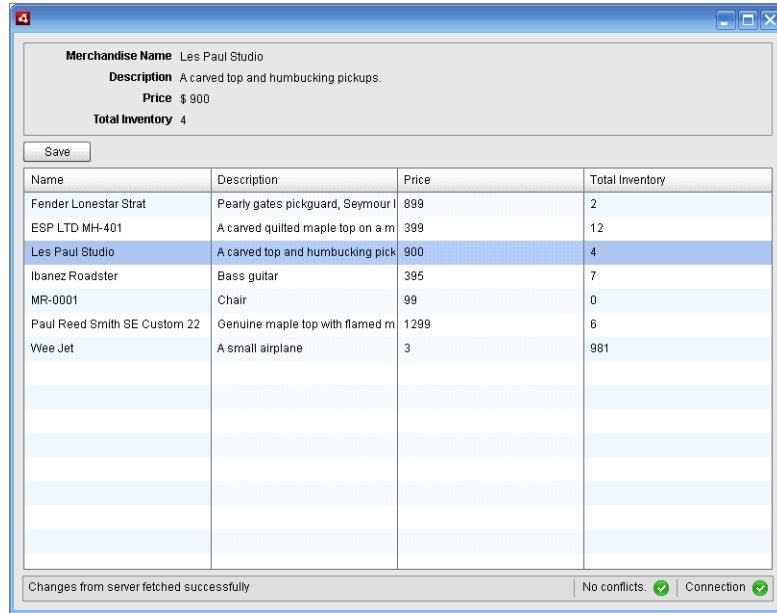 Merchandise Name Les Paul Studio
Description A carved top and humbucking pickups.
Price $ 900
Total Inventory 4
Save
Name Description Price Total Inventory
Fender Lonestar Strat Pearly gates pickguard, Seymour 899 2
ESP LTD MH-401 A carved quilted maple top on a m 399 12
Les Paul Studio A carved top and humbucking pick 900 4
Ibanez Roadster Bass guitar 395 7
MR-0001 Chair 99 0
Paul Reed Smith SE Custom 22 Genuine maple top with flamed m 1299 6
Wee Jet A small airplane 3 981
Changes from server fetched successfully No conflicts. Connection